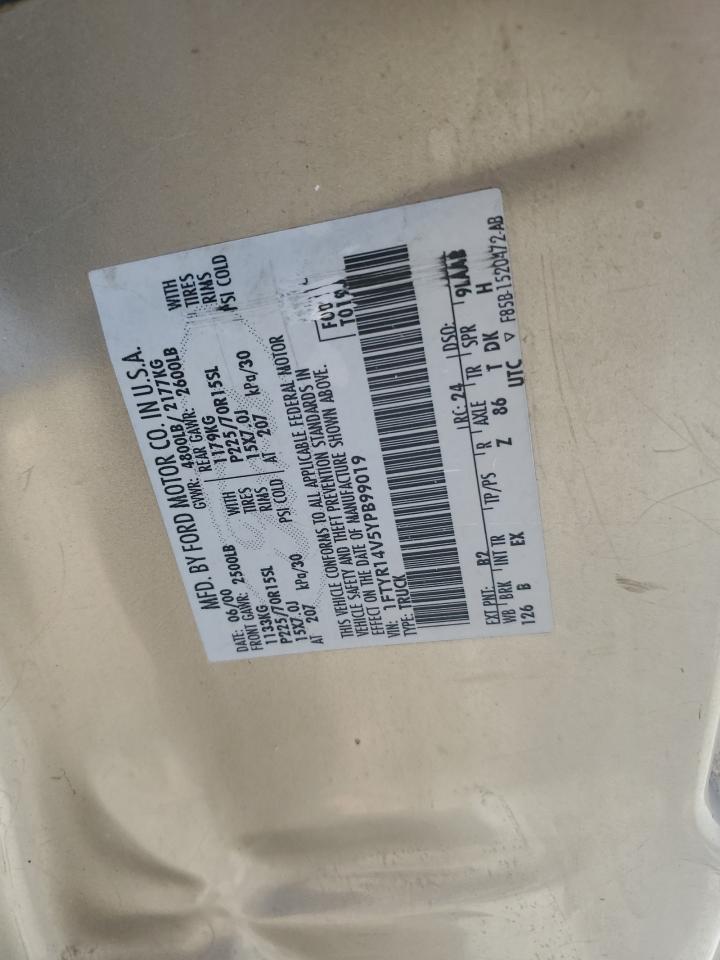 MFD. BY FORD MOTOR CO. IN U.S.A.
DATE: 06/00 GVWR: 4800LB / 2177KG
FRONT GAWR: 2500LB REAR GAWR: 2600LB
1133KG WITH 1179KG WITH
P225/70R15SL TIRES P225/70R15SL TIRES
15X7.0J RIMS 15X7.0J RIMS
AT 207 kPa/30 PSI COLD AT 207 kPa/30 PSI COLD
THIS VEHICLE CONFORMS TO ALL APPLICABLE FEDERAL MOTOR
VEHICLE SAFETY AND THEFT PREVENTION STANDARDS IN
EFFECT ON THE DATE OF MANUFACTURE SHOWN ABOVE.
VIN: 1FTYR14V5YPB99019
TYPE: TRUCK
T019
EXT PNT: B2 RC: 24 DSO: 9LAAB
WB BRK INT TR TP/PS R AXLE TR SPR
126 B EX Z 86 T DK H
UTC ▽ F85B-1520472-AB